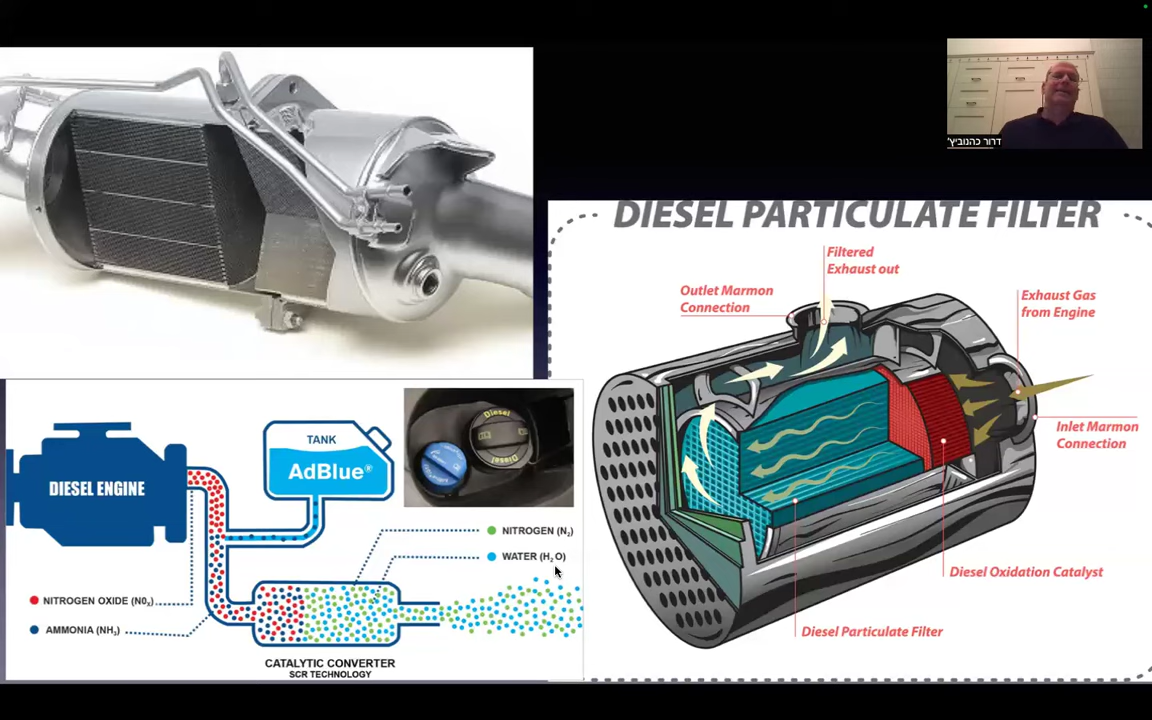 דרור כהנוביץ'
DIESEL PARTICULATE FILTER
Filtered
Exhaust out
Outlet Marmon
Connection
Exhaust Gas
from Engine
Inlet Marmon
Connection
Diesel Oxidation Catalyst
Diesel Particulate Filter
TANK
AdBlue®
DIESEL ENGINE
Diesel
Diesel
NITROGEN (N₂)
WATER (H₂O)
NITROGEN OXIDE (N0ₓ)
AMMONIA (NH₃)
CATALYTIC CONVERTER
SCR TECHNOLOGY